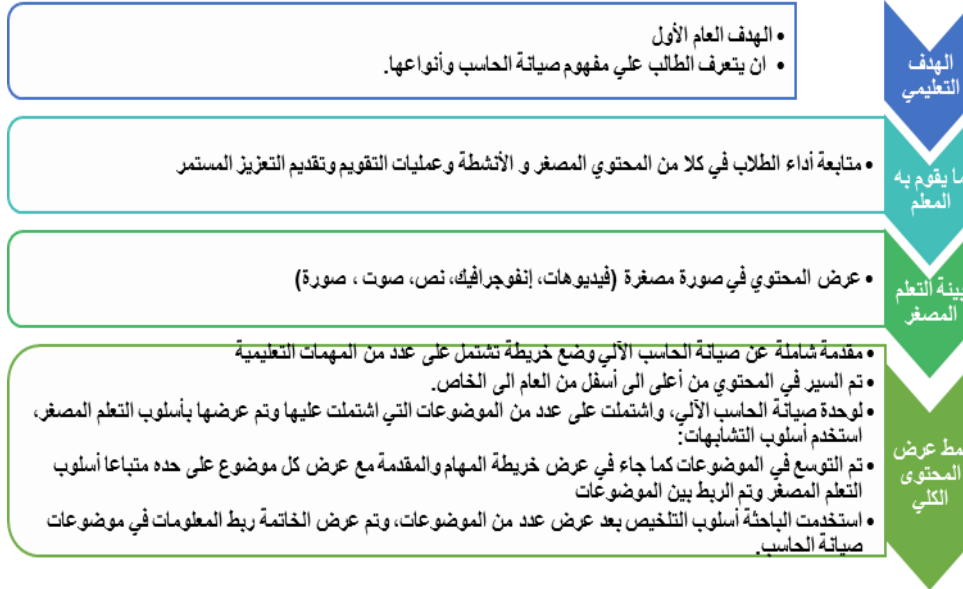 الهدف
التعليمي
• الهدف العام الأول
• ان يتعرف الطالب علي مفهوم صيانة الحاسب وأنواعها.
ما يقوم به
المعلم
• متابعة أداء الطلاب في كلا من المحتوي المصغر و الأنشطة وعمليات التقويم وتقديم التعزيز المستمر
بيئة التعلم
المصغر
• عرض المحتوي في صورة مصغرة (فيديوهات، إنفوجرافيك، نص، صوت ، صورة)
نمط عرض
المحتوى
الكلي
• مقدمة شاملة عن صيانة الحاسب الآلي وضع خريطة تشتمل على عدد من المهمات التعليمية
• تم السير في المحتوي من أعلى الى أسفل من العام الى الخاص.
• لوحدة صيانة الحاسب الآلي، واشتملت على عدد من الموضوعات التي اشتملت عليها وتم عرضها بأسلوب التعلم المصغر،
استخدم أسلوب التشابهات:
• تم التوسع في الموضوعات كما جاء في عرض خريطة المهام والمقدمة مع عرض كل موضوع على حده متباعا أسلوب
التعلم المصغر وتم الربط بين الموضوعات
• استخدمت الباحثة أسلوب التلخيص بعد عرض عدد من الموضوعات، وتم عرض الخاتمة ربط المعلومات في موضوعات
صيانة الحاسب.